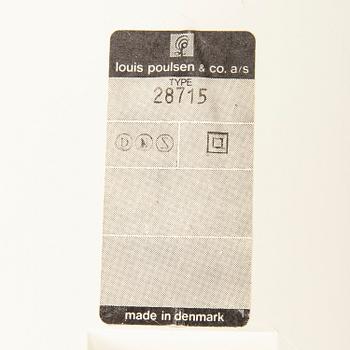 louis poulsen & co. a/s
TYPE
28715
D N S
made in denmark